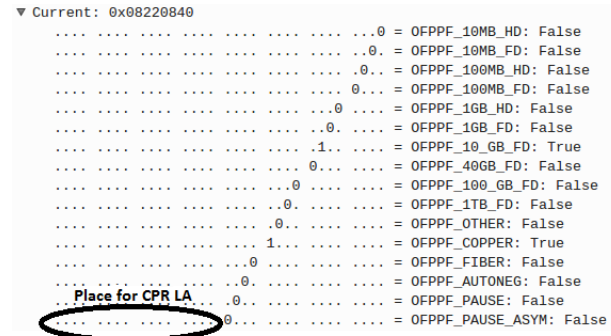 ▼ Current: 0x08220840
.... .... .... .... .... .... .... ...0 = OFPPF_10MB_HD: False
.... .... .... .... .... .... .... ..0. = OFPPF_10MB_FD: False
.... .... .... .... .... .... .... .0.. = OFPPF_100MB_HD: False
.... .... .... .... .... .... .... 0... = OFPPF_100MB_FD: False
.... .... .... .... .... .... ...0 .... = OFPPF_1GB_HD: False
.... .... .... .... .... .... ..0. .... = OFPPF_1GB_FD: False
.... .... .... .... .... .... .1.. .... = OFPPF_10_GB_FD: True
.... .... .... .... .... .... 0... .... = OFPPF_40GB_FD: False
.... .... .... .... .... ...0 .... .... = OFPPF_100_GB_FD: False
.... .... .... .... .... ..0. .... .... = OFPPF_1TB_FD: False
.... .... .... .... .... .0.. .... .... = OFPPF_OTHER: False
.... .... .... .... .... 1... .... .... = OFPPF_COPPER: True
.... .... .... .... ...0 .... .... .... = OFPPF_FIBER: False
.... .... .... .... ..0. .... .... .... = OFPPF_AUTONEG: False
Place for CPR LA
.... .... .... .... .0.. .... .... .... = OFPPF_PAUSE: False
.... .... .... .... 0... .... .... .... = OFPPF_PAUSE_ASYM: False